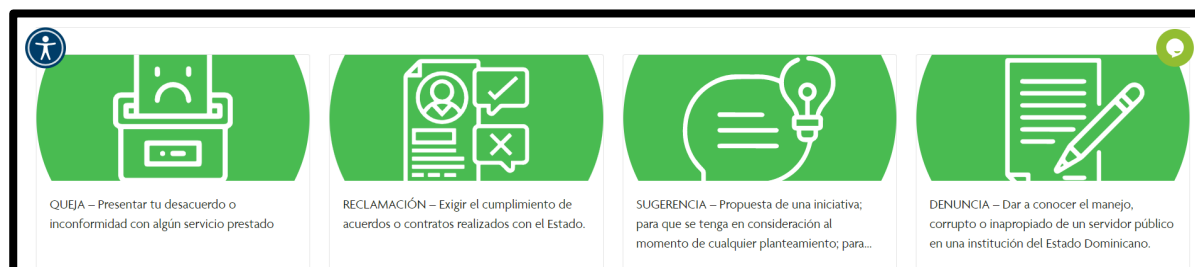 QUEJA – Presentar tu desacuerdo o
inconformidad con algún servicio prestado
RECLAMACIÓN – Exigir el cumplimiento de
acuerdos o contratos realizados con el Estado.
SUGERENCIA – Propuesta de una iniciativa;
para que se tenga en consideración al
momento de cualquier planteamiento; para...
DENUNCIA – Dar a conocer el manejo,
corrupto o inapropiado de un servidor público
en una institución del Estado Dominicano.